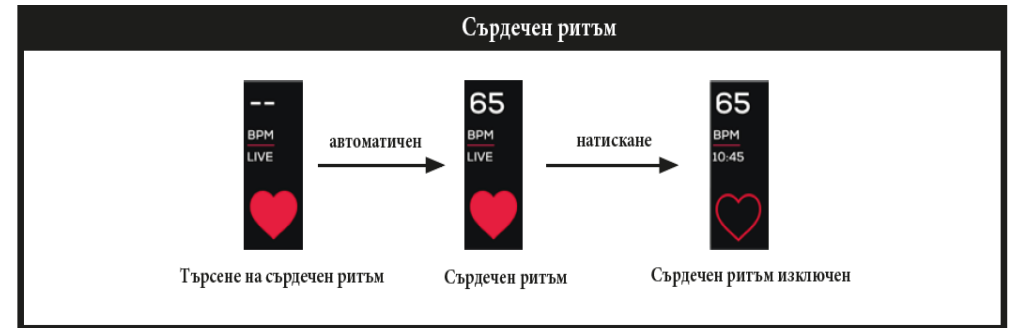 Сърдечен ритъм
--
BPM
LIVE
автоматичен
65
BPM
LIVE
натискане
65
BPM
10:45
Търсене на сърдечен ритъм
Сърдечен ритъм
Сърдечен ритъм изключен